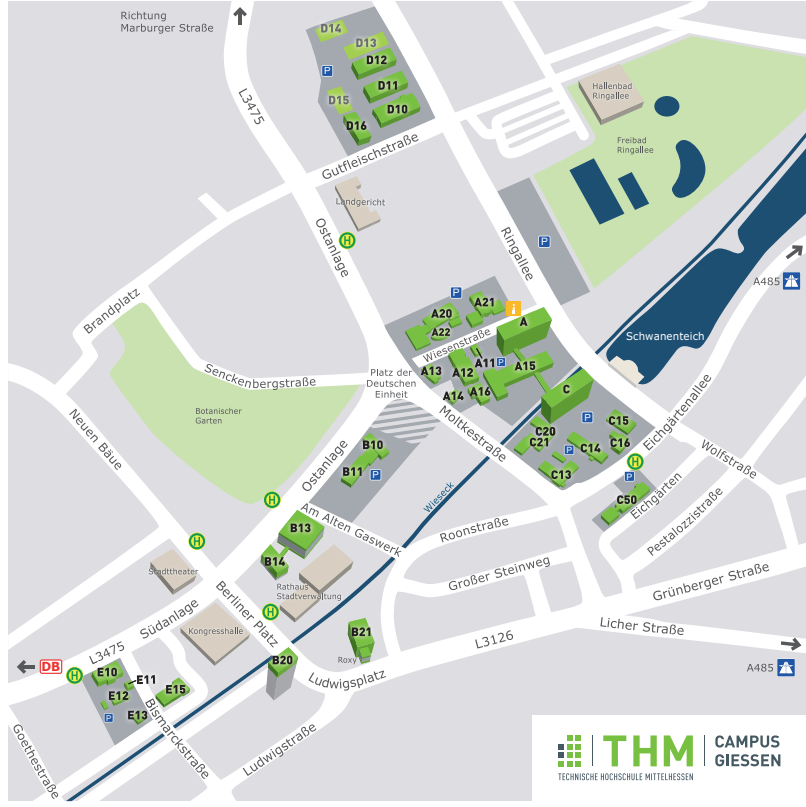 Richtung
Marburger Straße
D14
D13
P
D12
D11
D15
D10
D16
L3475
Gutfleischstraße
Hallenbad
Ringallee
Freibad
Ringallee
Landgericht
H
Ostanlage
P
Ringallee
A485
Brandplatz
P
A21
i
A20
A
A22
Wiesenstraße
A11
P
A15
A13
A12
A14
A16
Schwanenteich
Senckenbergstraße
Platz der
Deutschen
Einheit
C
Botanischer
Garten
Moltkestraße
P
C15
C20
C21
C14
C16
P
C13
Eichgärtenallee
Wolfstraße
H
P
Neuen Bäue
B10
B11
P
Ostanlage
Wieseck
C50
Eichgärten
Pestalozzistraße
H
Am Alten Gaswerk
B13
Roonstraße
H
B14
Stadttheater
Rathaus
Stadtverwaltung
Großer Steinweg
Grünberger Straße
Berliner Platz
H
Südanlage
Kongresshalle
B21
Roxy
L3126
Licher Straße
A485
L3475
DB
H
B20
Ludwigsplatz
E10
E11
E12
E15
P
E13
Bismarckstraße
Goethestraße
Ludwigstraße
THM
CAMPUS
GIESSEN
TECHNISCHE HOCHSCHULE MITTELHESSEN